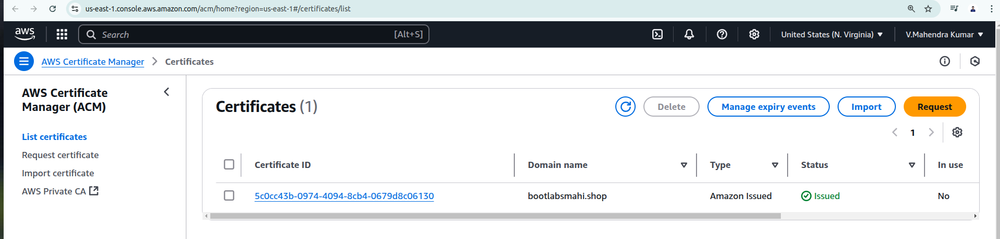 us-east-1.console.aws.amazon.com/acm/home?region=us-east-1#/certificates/list
aws
Search
[Alt+S]
United States (N. Virginia)
V.Mahendra Kumar
AWS Certificate Manager
Certificates
AWS Certificate
Manager (ACM)
List certificates
Request certificate
Import certificate
AWS Private CA
Certificates (1)
Delete
Manage expiry events
Import
Request
1
Certificate ID
Domain name
Type
Status
In use
5c0cc43b-0974-4094-8cb4-0679d8c06130
bootlabsmahi.shop
Amazon Issued
Issued
No